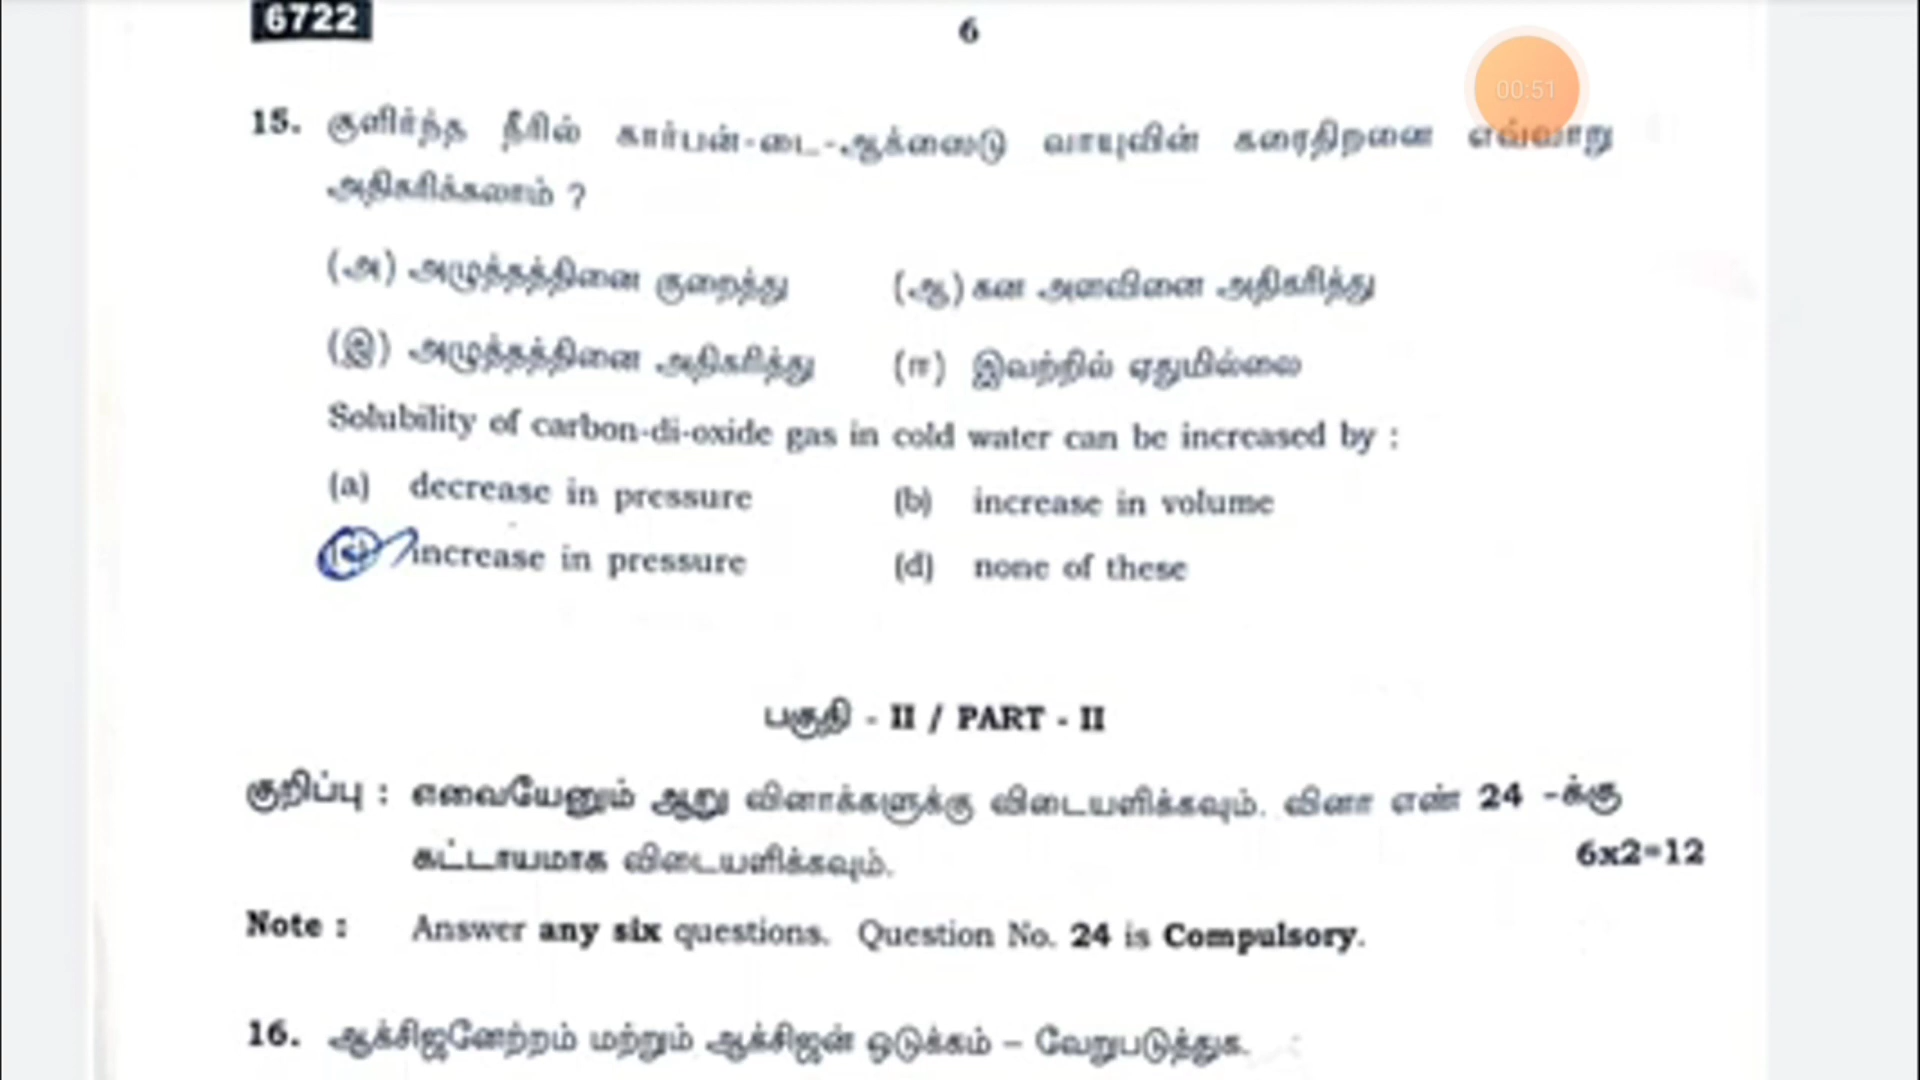 6722
6
00:51
15. குளிர்ந்த நீரில் கார்பன்-டை-ஆக்ஸைடு வாயுவின் கரைதிறனை எவ்வாறு
அதிகரிக்கலாம் ?
(அ) அழுத்தத்தினை குறைந்து (ஆ) கன அளவினை அதிகரித்து
(இ) அழுத்தத்தினை அதிகரித்து (ஈ) இவற்றில் ஏதுமில்லை
Solubility of carbon-di-oxide gas in cold water can be increased by :
(a) decrease in pressure (b) increase in volume
(c) increase in pressure (d) none of these
பகுதி - II / PART - II
குறிப்பு : எவையேனும் ஆறு வினாக்களுக்கு விடையளிக்கவும். வினா எண் 24 -க்கு
கட்டாயமாக விடையளிக்கவும். 6x2=12
Note : Answer any six questions. Question No. 24 is Compulsory.
16. ஆக்சிஜனேற்றம் மற்றும் ஆக்சிஜன் ஒடுக்கம் – வேறுபடுத்துக.